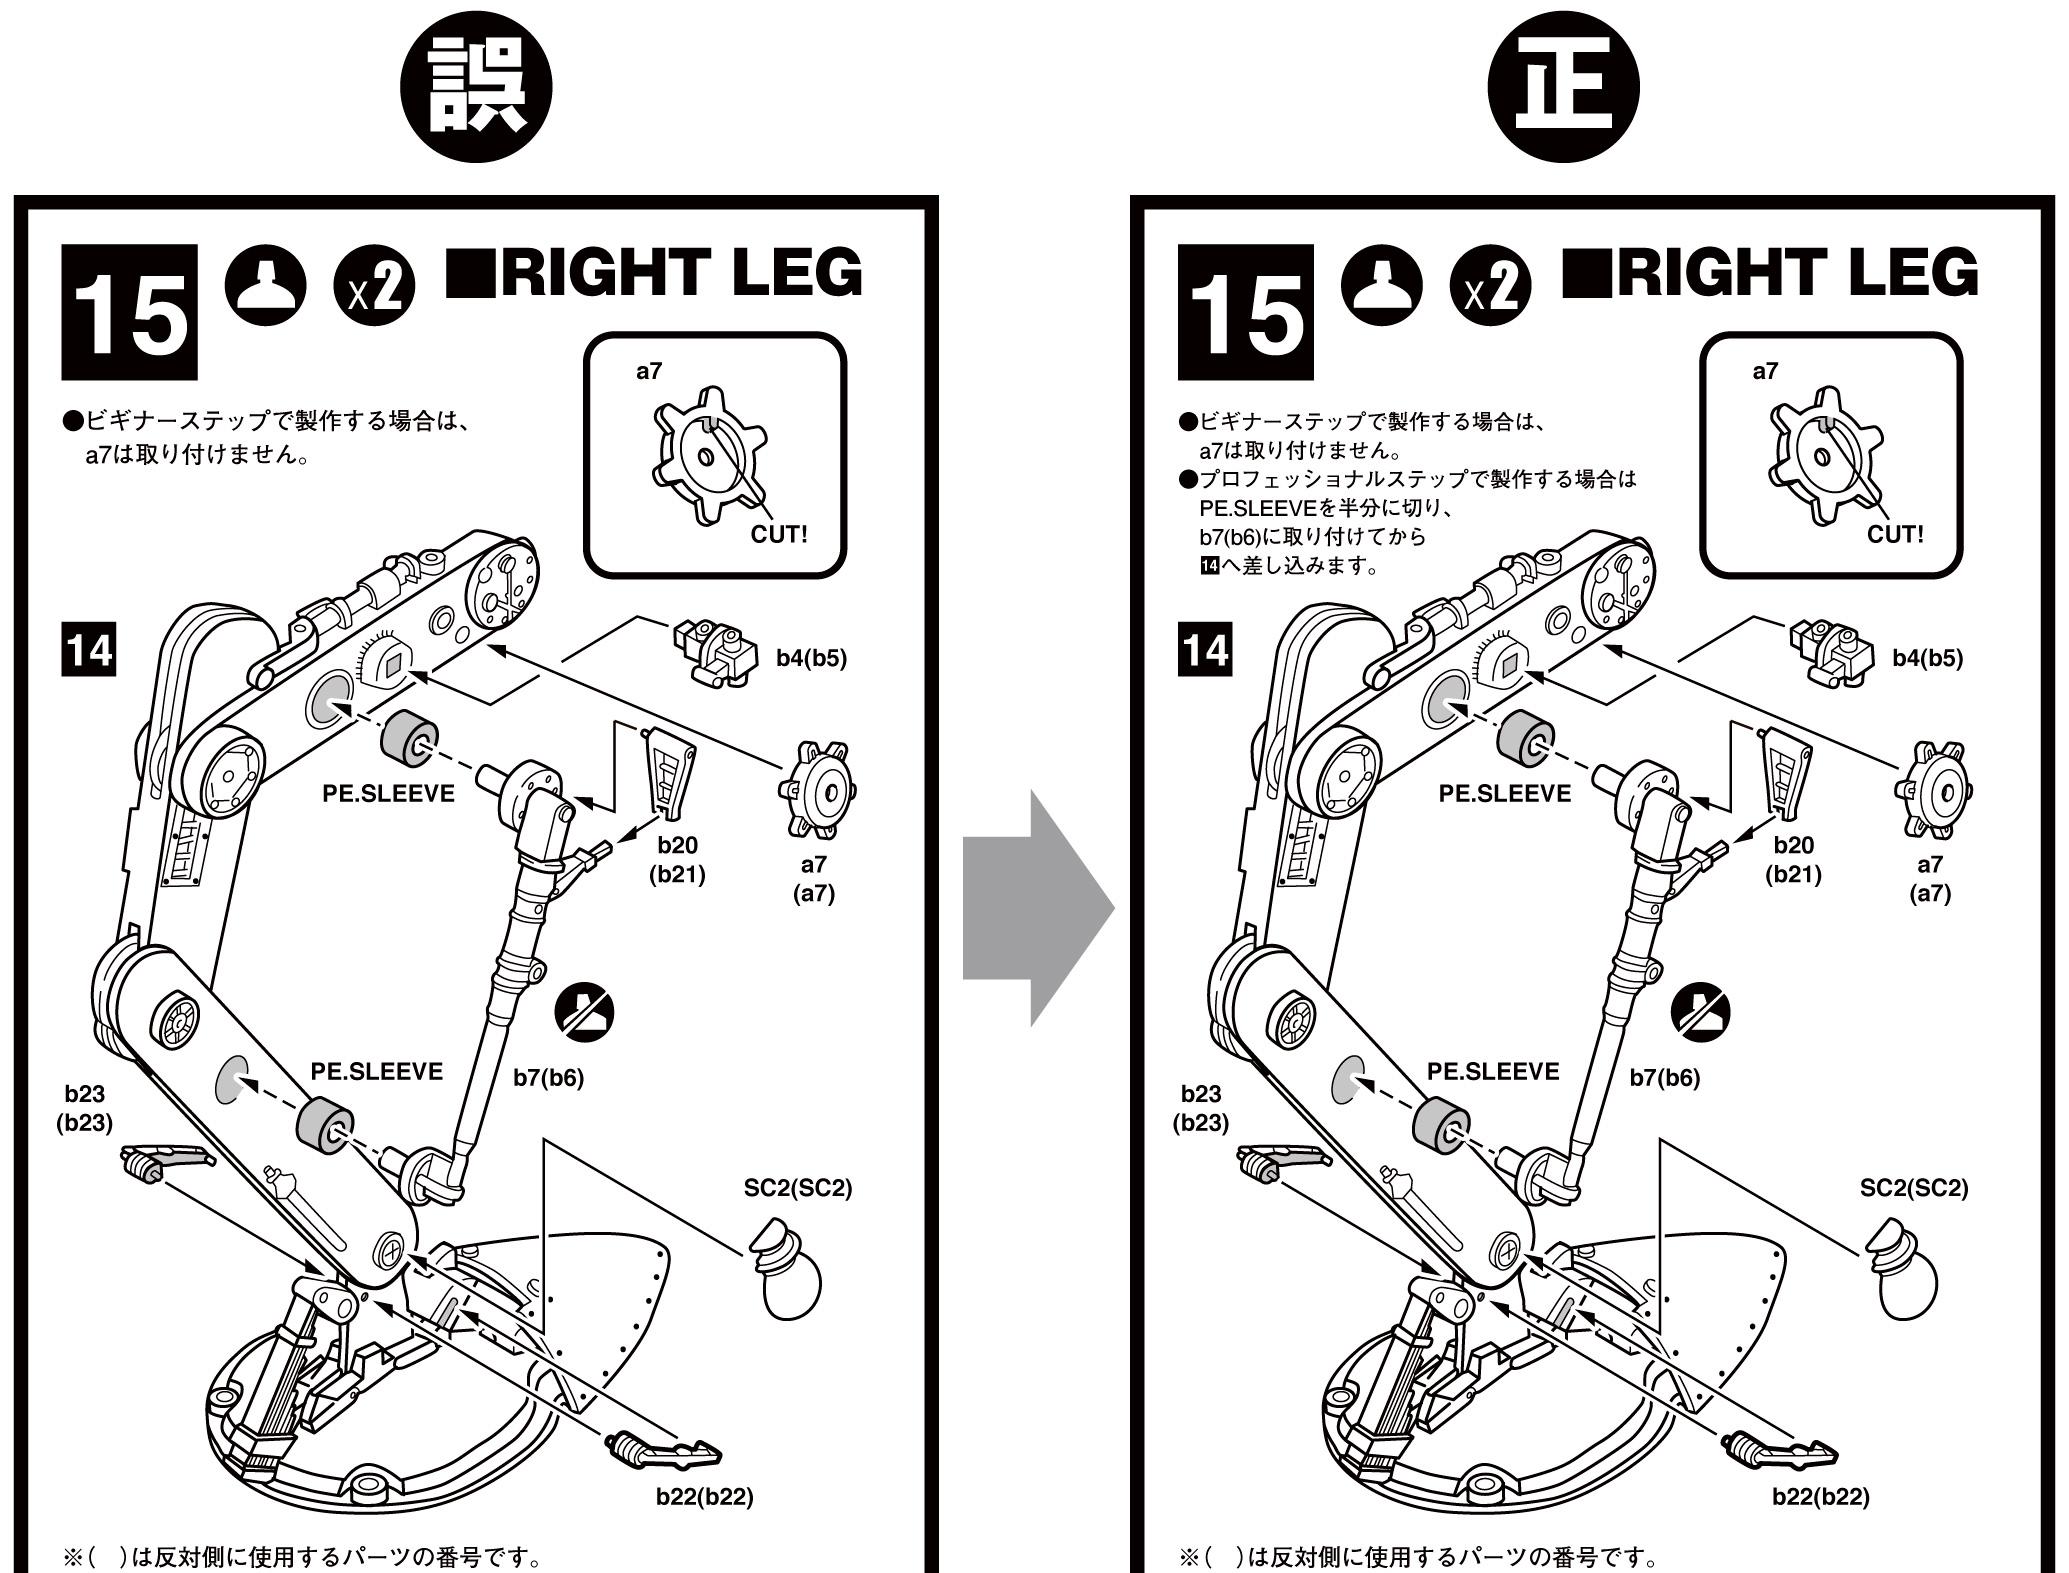 誤
15 x2 ■RIGHT LEG
●ビギナーステップで製作する場合は、
a7は取り付けません。
a7
CUT!
14
b4(b5)
PE.SLEEVE
b20
(b21)
a7
(a7)
PE.SLEEVE
b7(b6)
b23
(b23)
SC2(SC2)
b22(b22)
※(　)は反対側に使用するパーツの番号です。
正
15 x2 ■RIGHT LEG
●ビギナーステップで製作する場合は、
a7は取り付けません。
●プロフェッショナルステップで製作する場合は
PE.SLEEVEを半分に切り、
b7(b6)に取り付けてから
14へ差し込みます。
a7
CUT!
14
b4(b5)
PE.SLEEVE
b20
(b21)
a7
(a7)
PE.SLEEVE
b7(b6)
b23
(b23)
SC2(SC2)
b22(b22)
※(　)は反対側に使用するパーツの番号です。